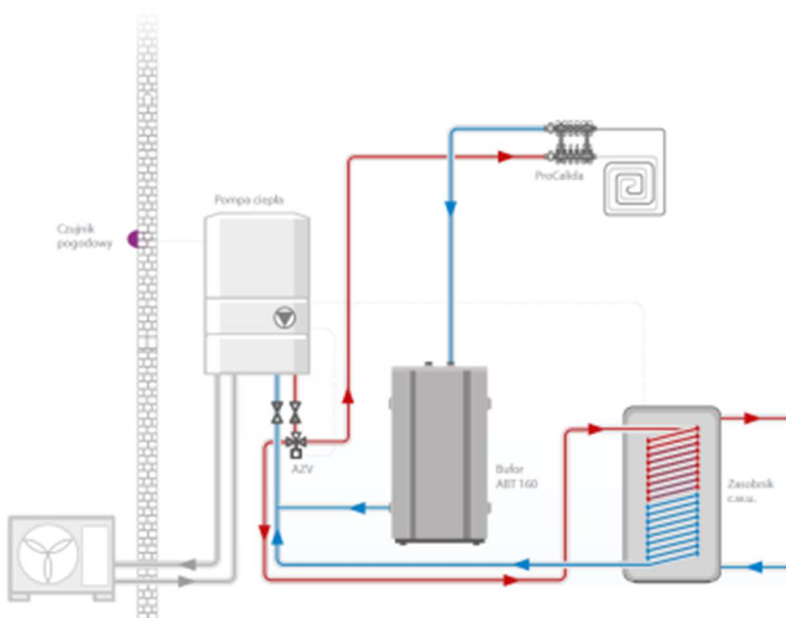 ProCalida
Pompa ciepła
Czujnik
pogodowy
AZV
Bufor
ABT 160
Zasobnik
c.w.u.